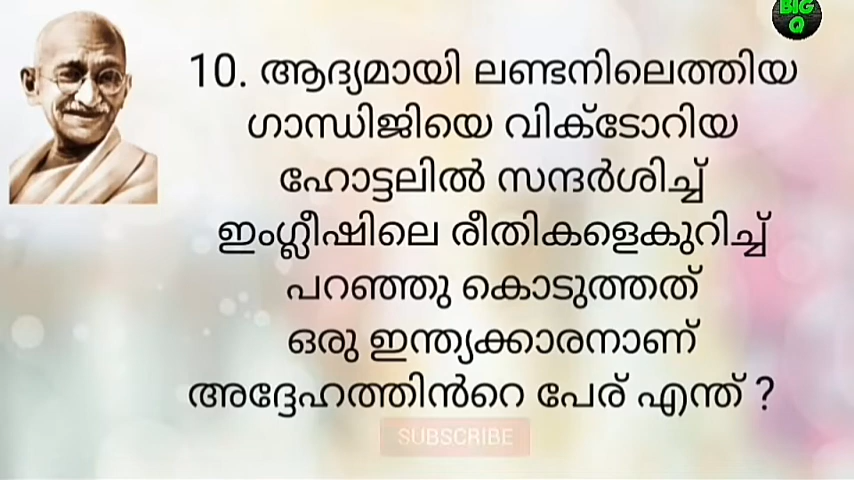 BIG
Q
10. ആദ്യമായി ലണ്ടനിലെത്തിയ
ഗാന്ധിജിയെ വിക്ടോറിയ
ഹോട്ടലിൽ സന്ദർശിച്ച്
ഇംഗ്ലീഷിലെ രീതികളെകുറിച്ച്
പറഞ്ഞു കൊടുത്തത്
ഒരു ഇന്ത്യക്കാരനാണ്
അദ്ദേഹത്തിൻറെ പേര് എന്ത് ?
SUBSCRIBE